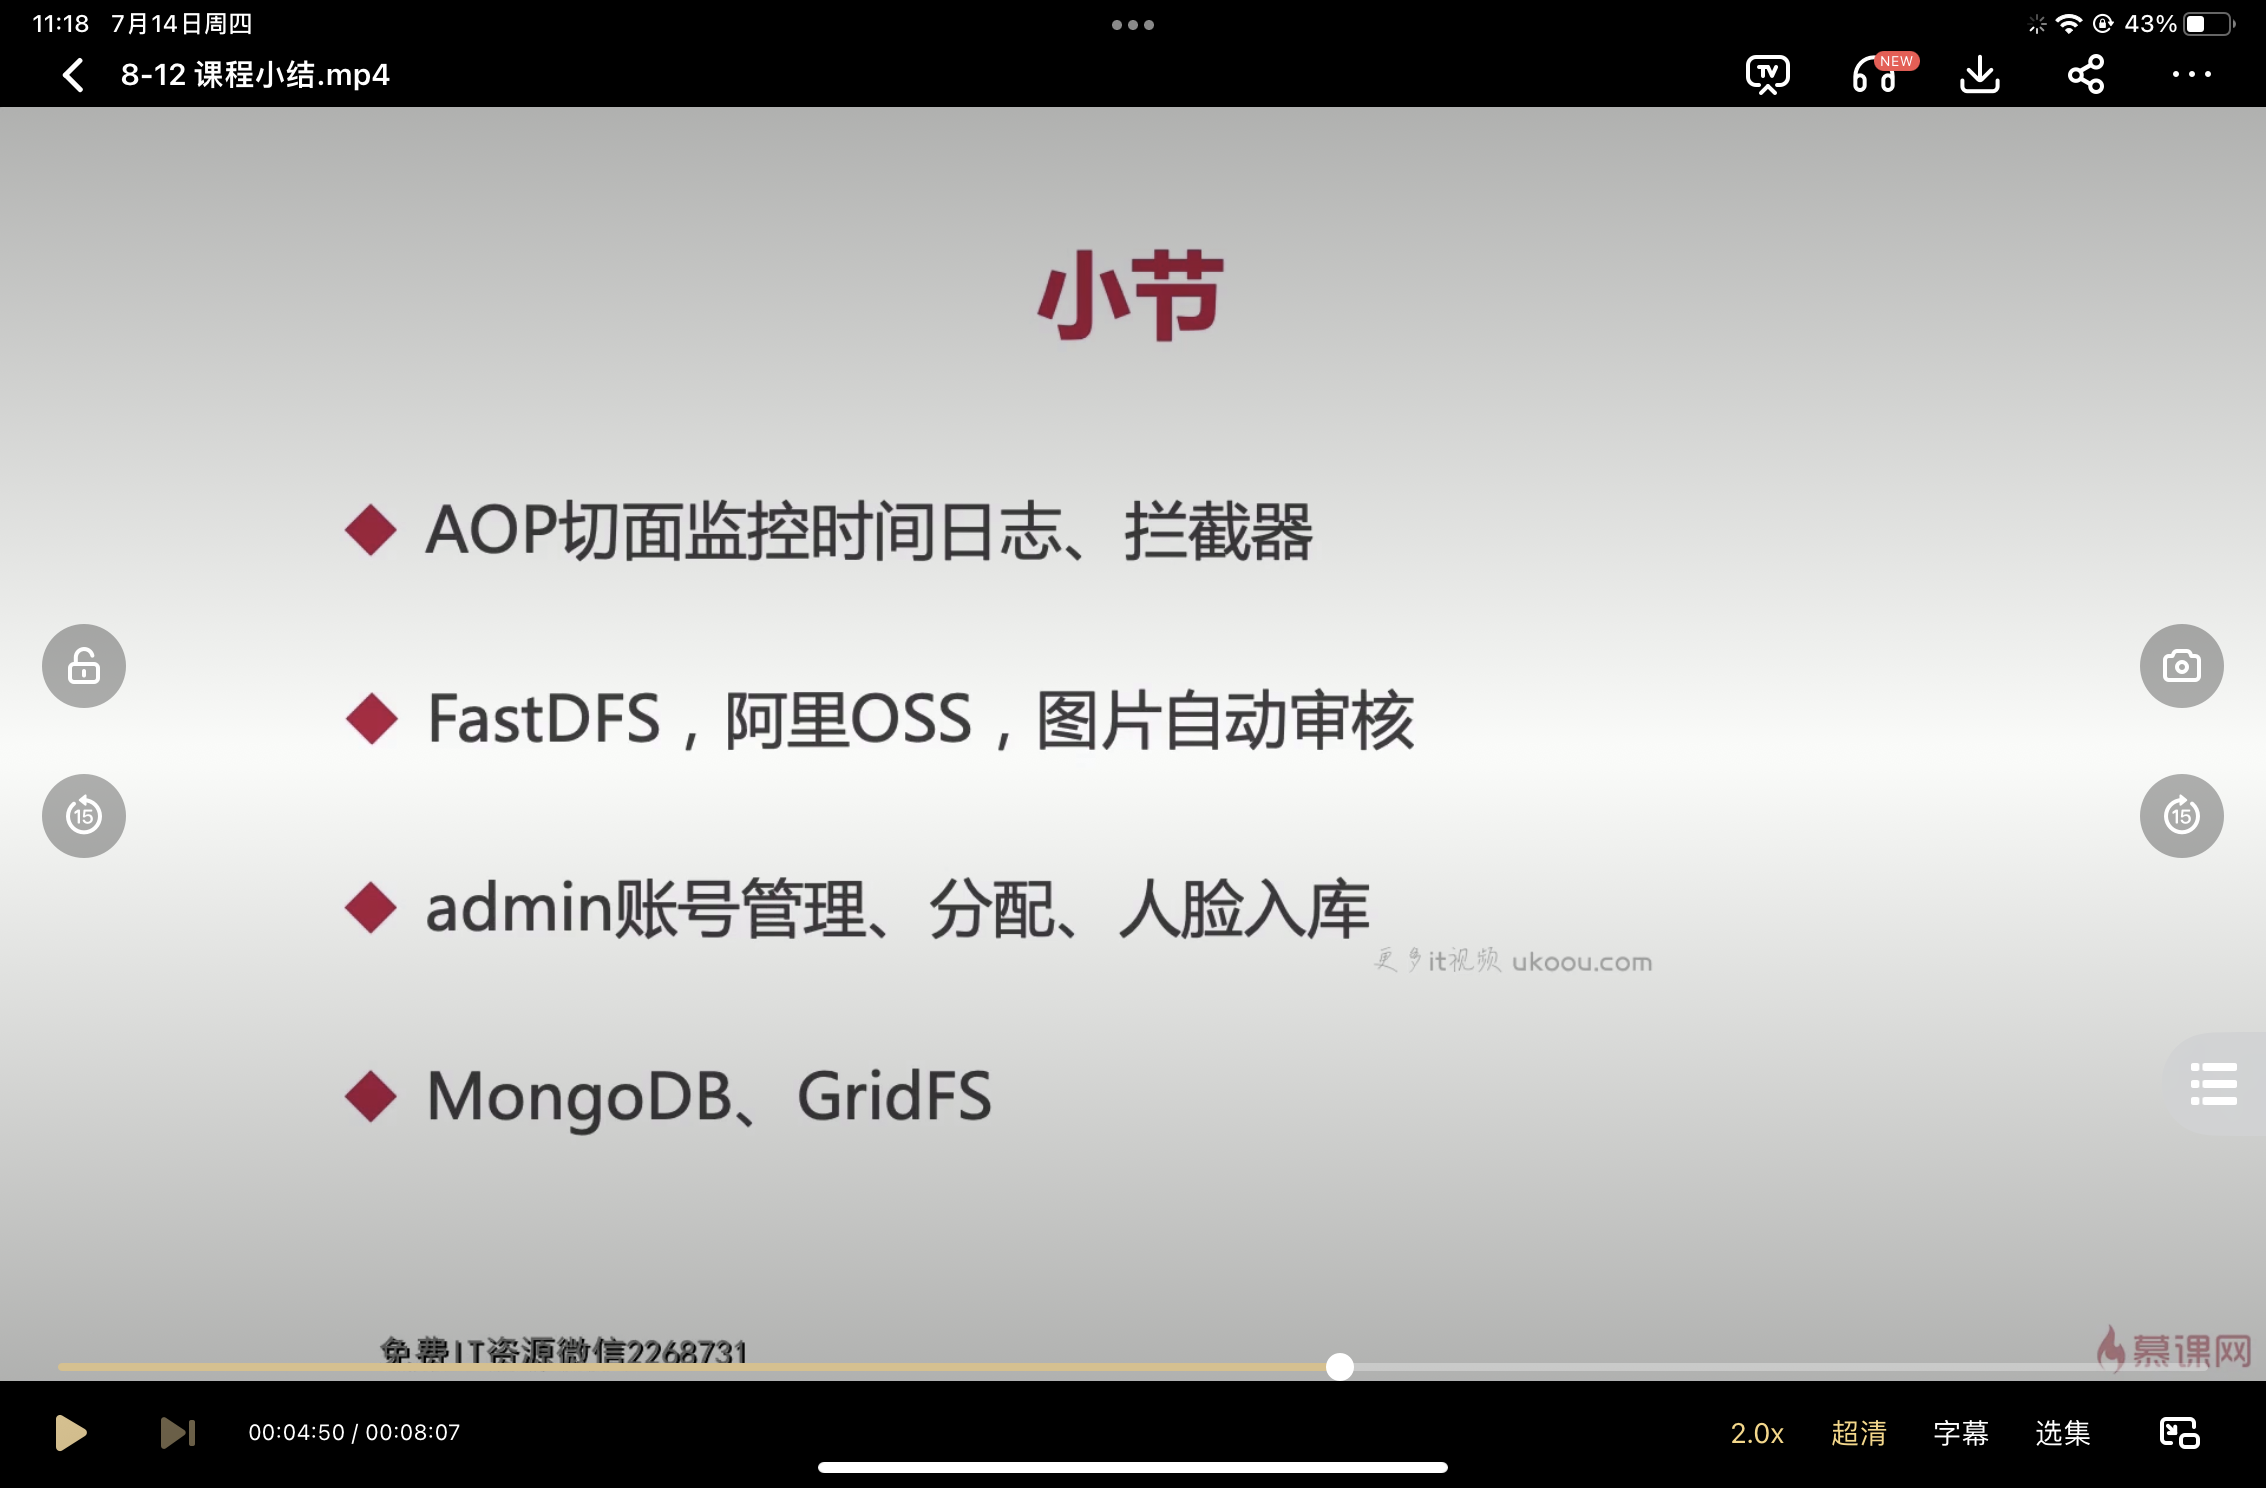 11:18 7月14日周四
43%
8-12 课程小结.mp4
TV
NEW
小节
AOP切面监控时间日志、拦截器
FastDFS，阿里OSS，图片自动审核
15
15
admin账号管理、分配、人脸入库
更多it视频 ukoou.com
MongoDB、GridFS
免费IT资源微信2268731
慕课网
00:04:50 / 00:08:07
2.0x 超清 字幕 选集